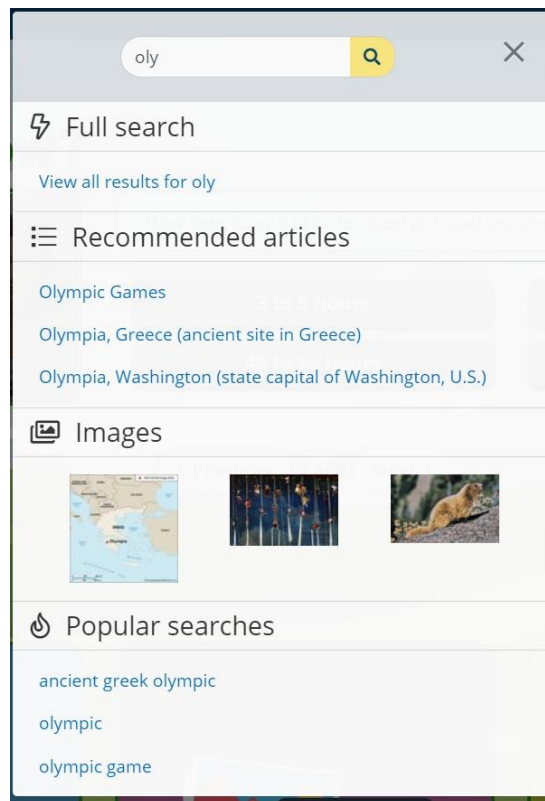 oly
Full search
View all results for oly
Recommended articles
Olympic Games
Olympia, Greece (ancient site in Greece)
Olympia, Washington (state capital of Washington, U.S.)
Images
Popular searches
ancient greek olympic
olympic
olympic game